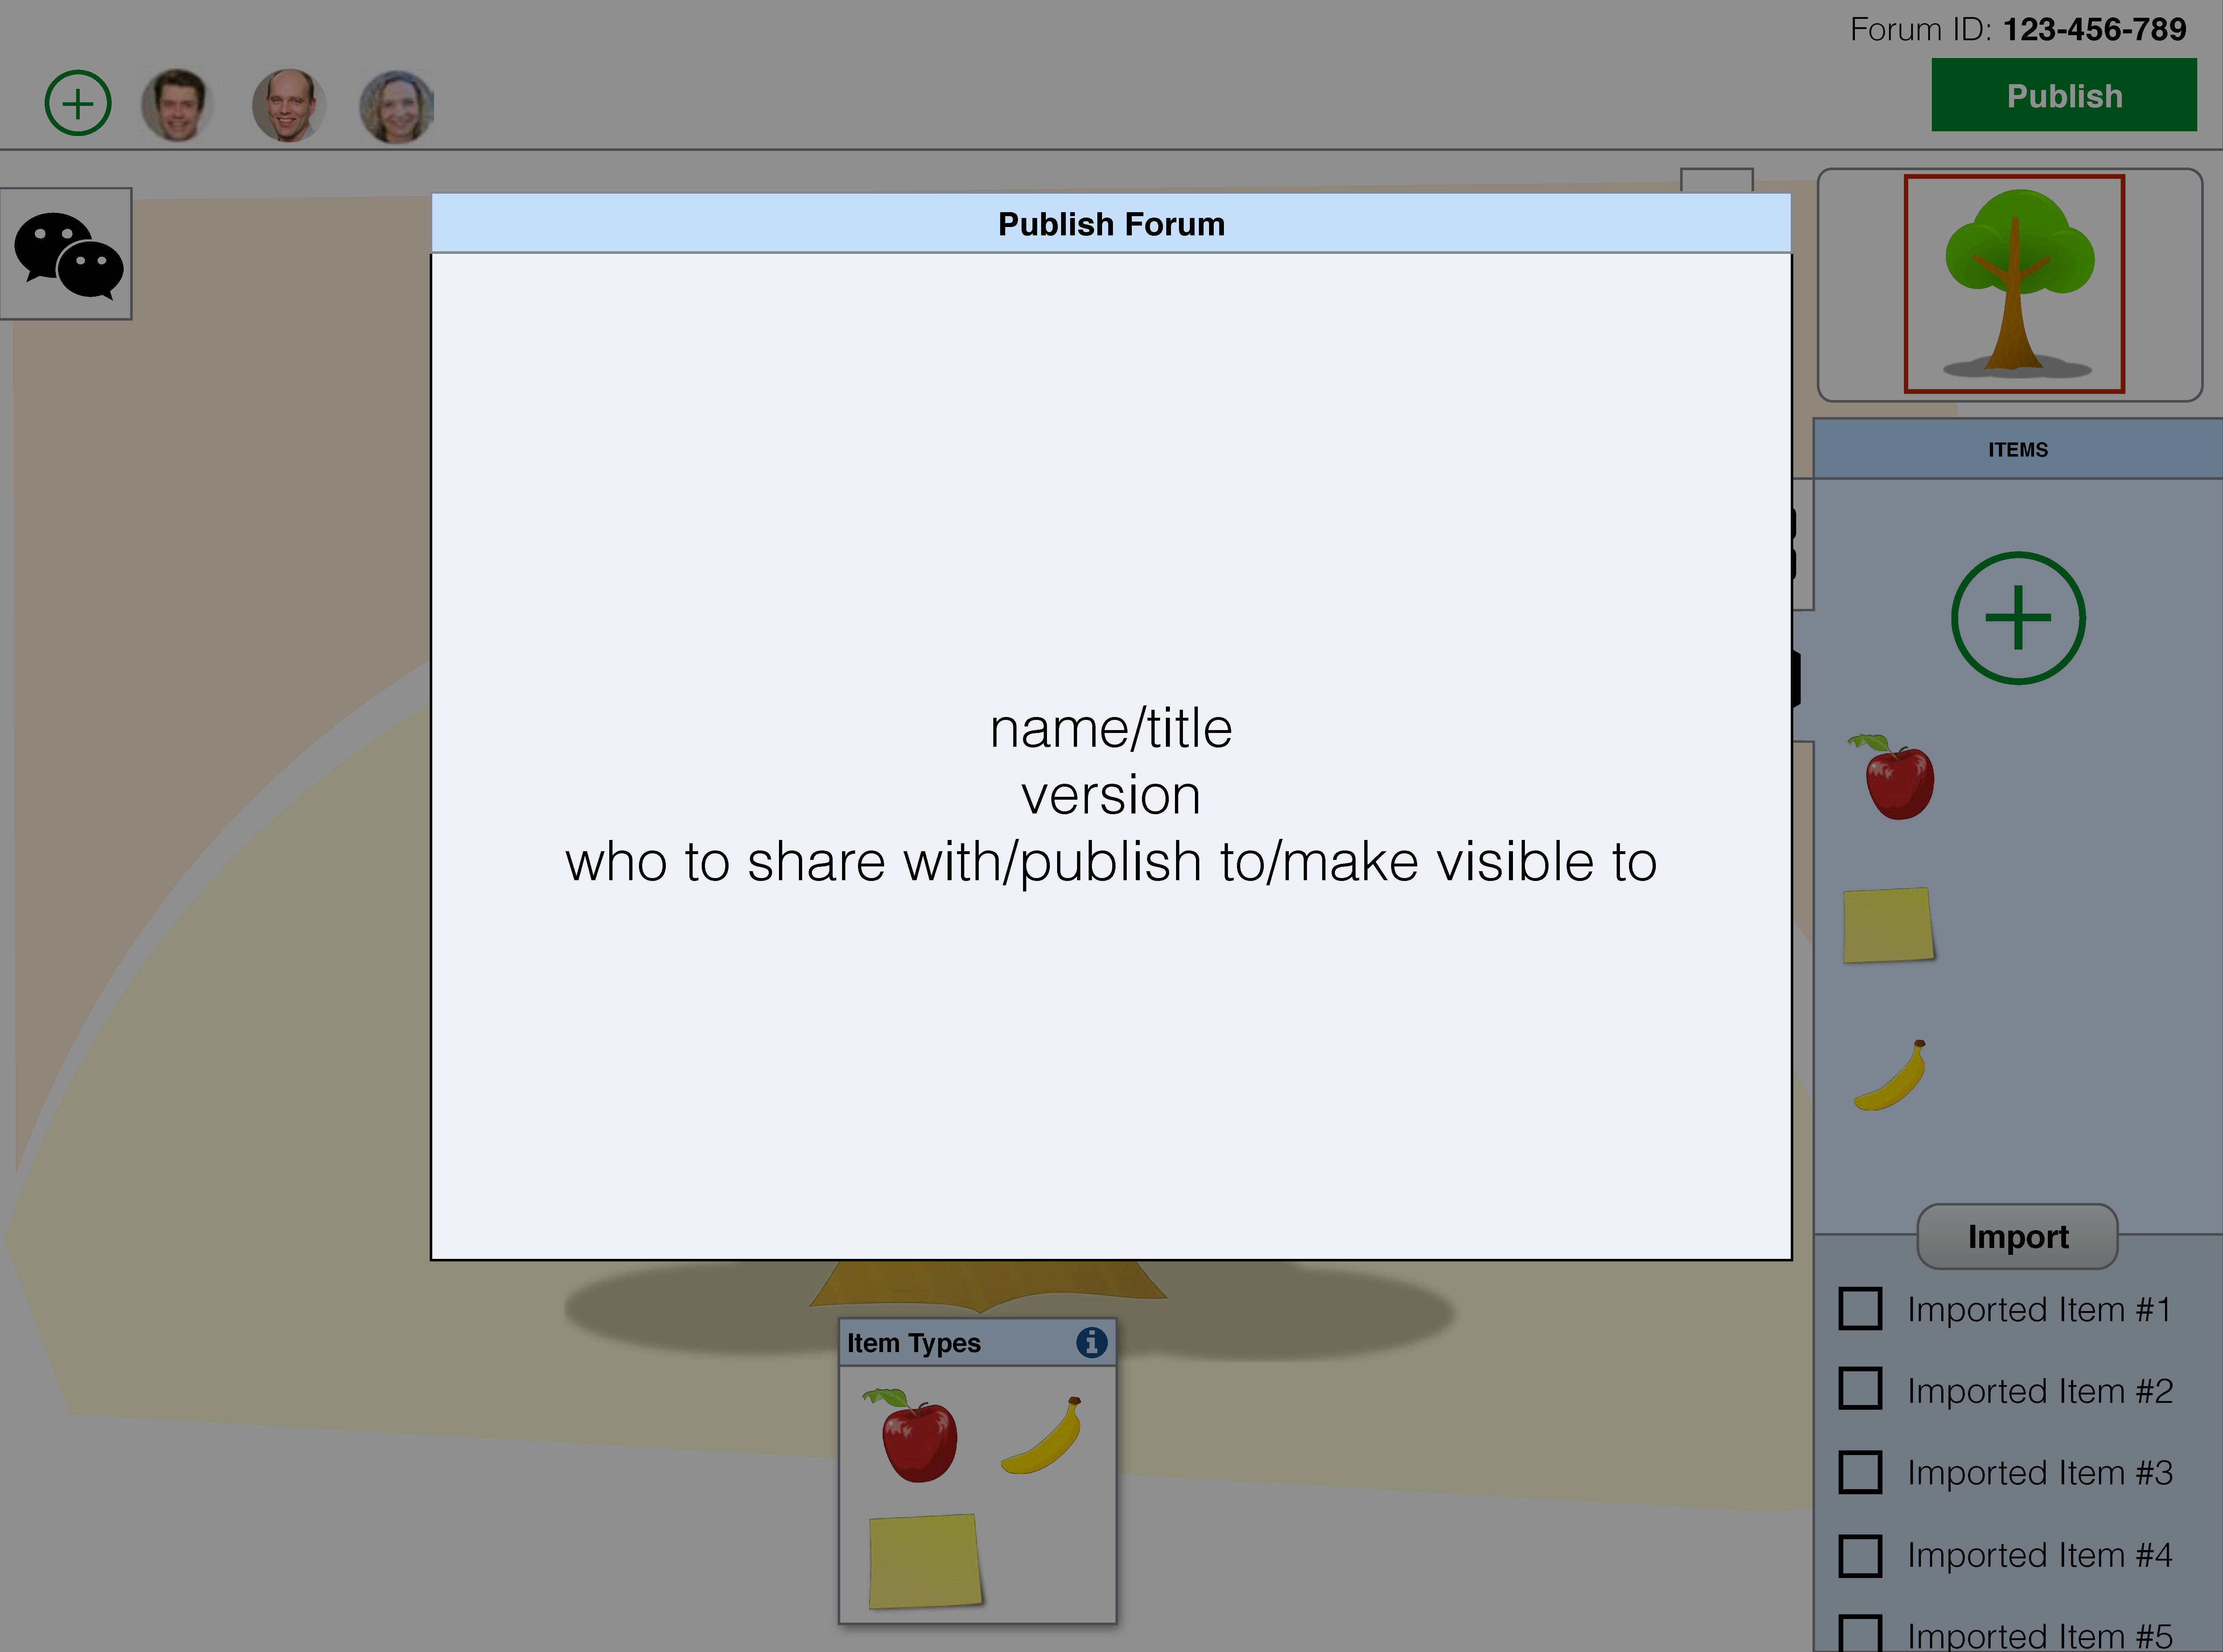 Forum ID: 123-456-789
Publish
Publish Forum
name/title
version
who to share with/publish to/make visible to
ITEMS
Import
Imported Item #1
Imported Item #2
Imported Item #3
Imported Item #4
Imported Item #5
Item Types